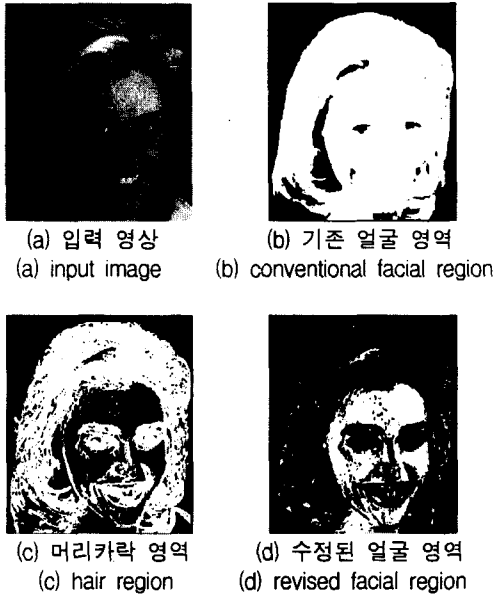 (a) 입력 영상
(a) input image
(b) 기존 얼굴 영역
(b) conventional facial region
(c) 머리카락 영역
(c) hair region
(d) 수정된 얼굴 영역
(d) revised facial region